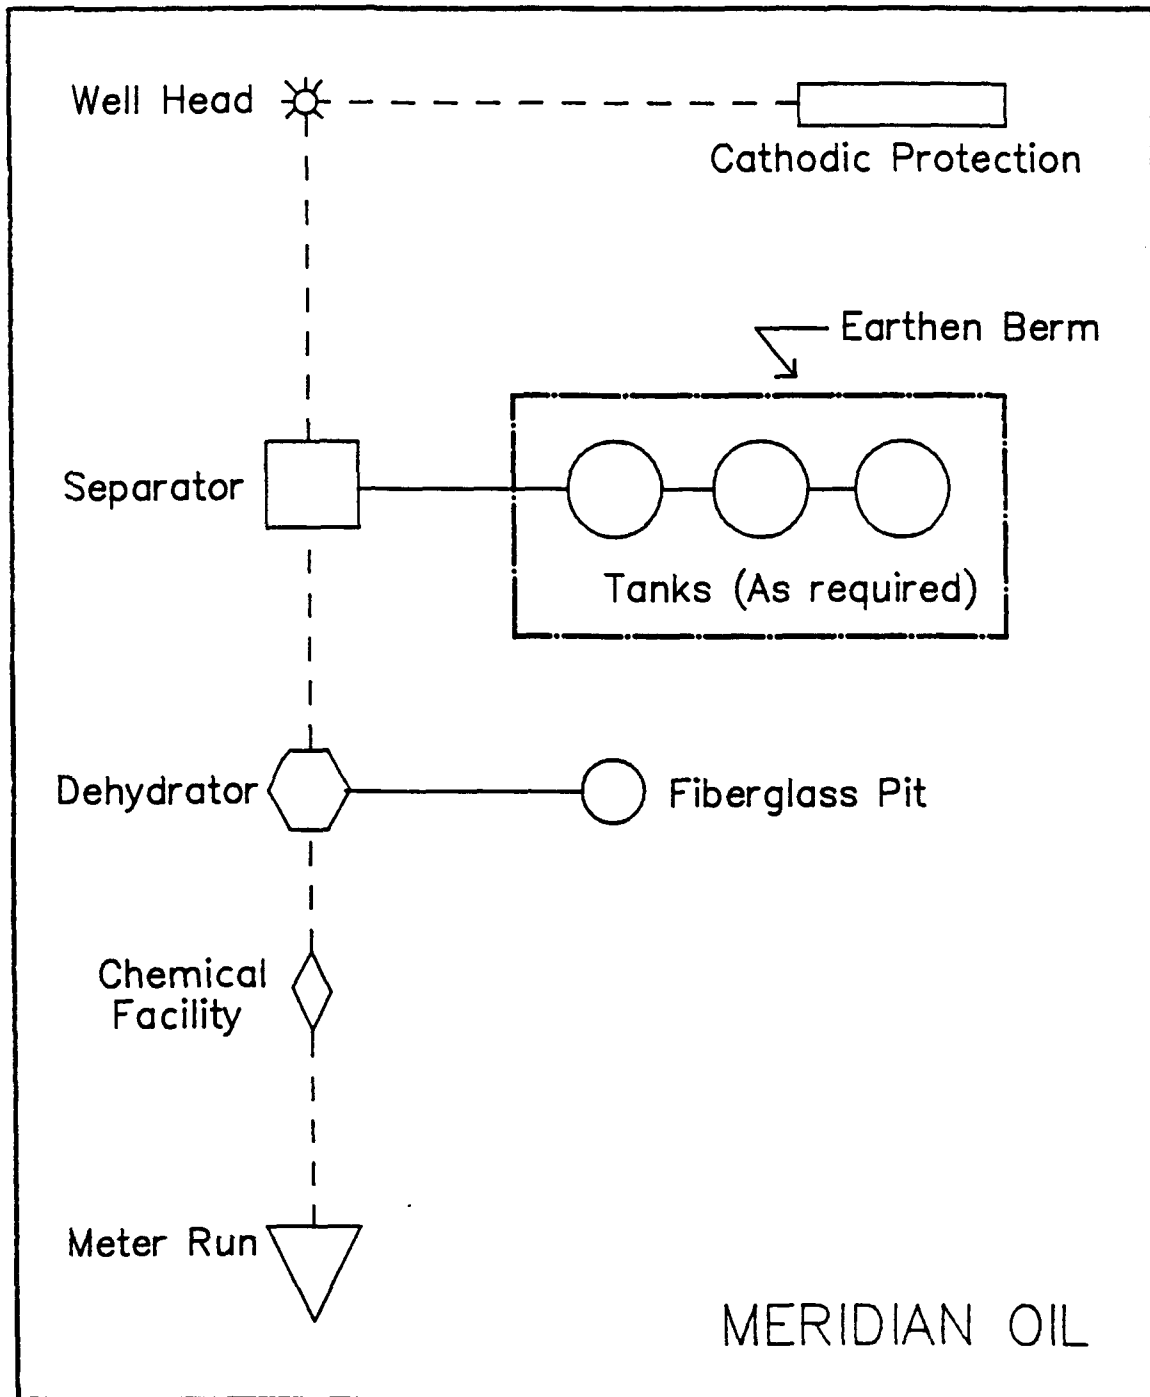 Well Head
Cathodic Protection
Earthen Berm
Separator
Tanks (As required)
Dehydrator
Fiberglass Pit
Chemical
Facility
Meter Run
MERIDIAN OIL